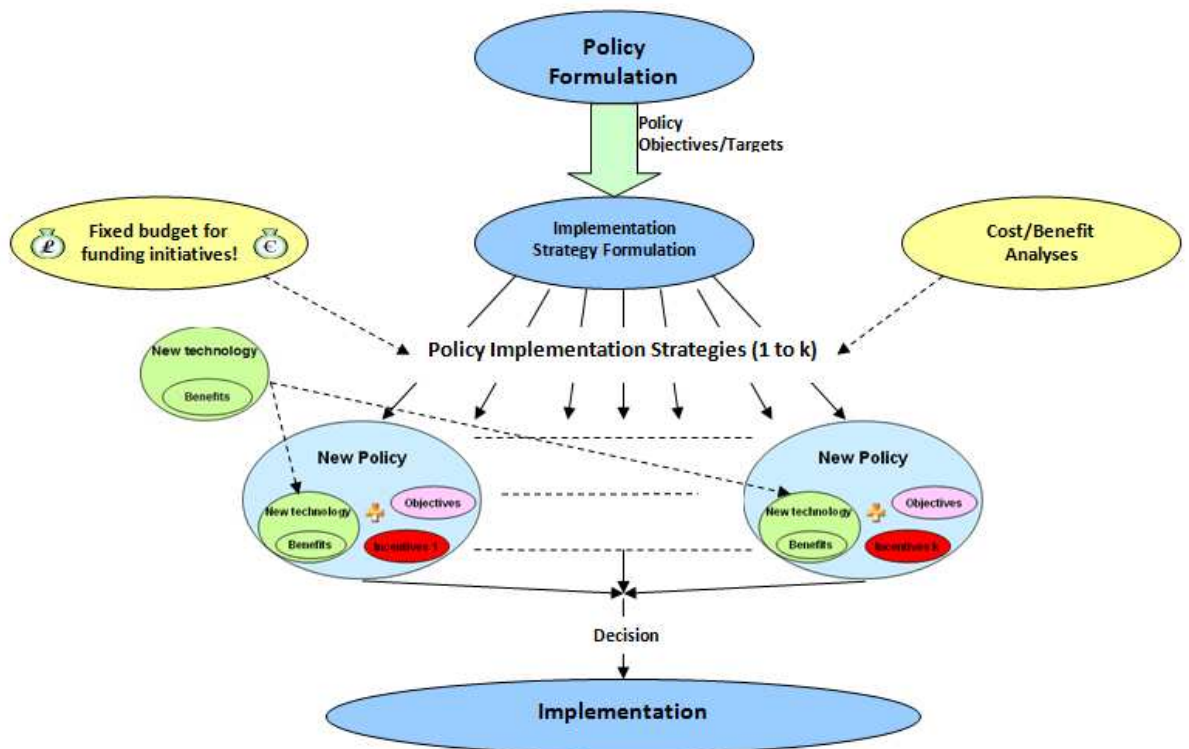 Policy
Formulation
Policy
Objectives/Targets
Implementation
Strategy Formulation
Fixed budget for
funding initiatives!
£
€
Cost/Benefit
Analyses
Policy Implementation Strategies (1 to k)
New technology
Benefits
New Policy
New technology
Benefits
Objectives
Incentives 1
New Policy
New technology
Benefits
Objectives
Incentives k
Decision
Implementation